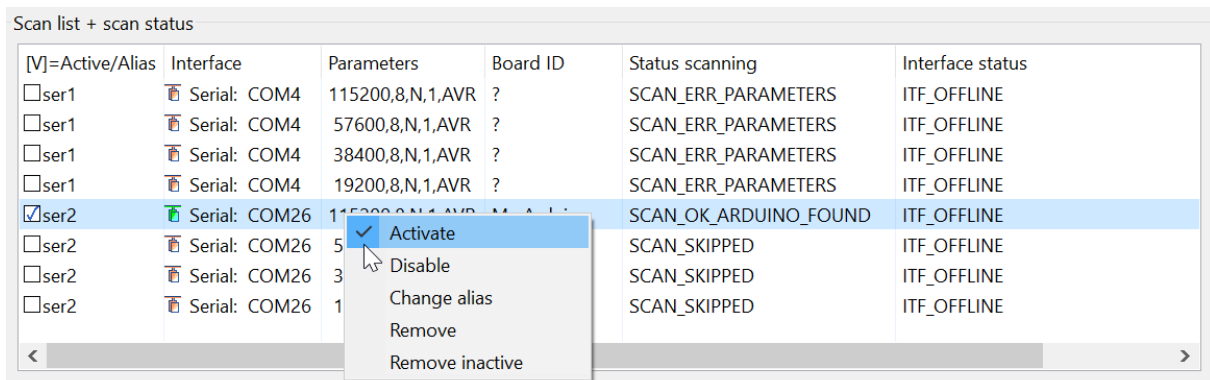 Scan list + scan status
[V]=Active/Alias Interface Parameters Board ID Status scanning Interface status
ser1 Serial: COM4 115200,8,N,1,AVR ? SCAN_ERR_PARAMETERS ITF_OFFLINE
ser1 Serial: COM4 57600,8,N,1,AVR ? SCAN_ERR_PARAMETERS ITF_OFFLINE
ser1 Serial: COM4 38400,8,N,1,AVR ? SCAN_ERR_PARAMETERS ITF_OFFLINE
ser1 Serial: COM4 19200,8,N,1,AVR ? SCAN_ERR_PARAMETERS ITF_OFFLINE
ser2 Serial: COM26 SCAN_OK_ARDUINO_FOUND ITF_OFFLINE
ser2 Serial: COM26 5 SCAN_SKIPPED ITF_OFFLINE
ser2 Serial: COM26 3 SCAN_SKIPPED ITF_OFFLINE
ser2 Serial: COM26 1 SCAN_SKIPPED ITF_OFFLINE
Activate
Disable
Change alias
Remove
Remove inactive